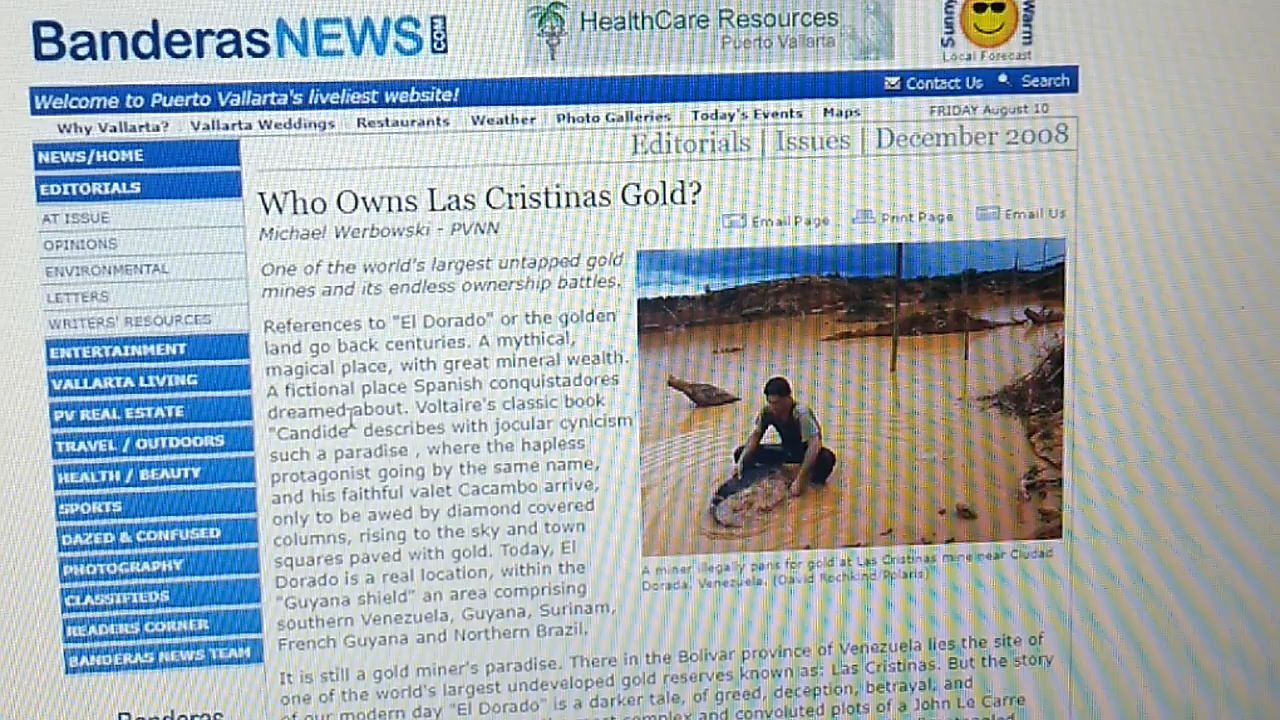 BanderasNEWS.COM
HealthCare Resources
Puerto Vallarta
Sunny
Warm
Local Forecast
Welcome to Puerto Vallarta's liveliest website!
Contact Us
Search
Why Vallarta? Vallarta Weddings Restaurants Weather Photo Galleries Today's Events Maps
FRIDAY August 10
NEWS/HOME
EDITORIALS
AT ISSUE
OPINIONS
ENVIRONMENTAL
LETTERS
WRITERS' RESOURCES
ENTERTAINMENT
VALLARTA LIVING
PV REAL ESTATE
TRAVEL / OUTDOORS
HEALTH / BEAUTY
SPORTS
DAZED & CONFUSED
PHOTOGRAPHY
CLASSIFIEDS
READERS CORNER
BANDERAS NEWS TEAM
Banderas
Editorials | Issues | December 2008
Who Owns Las Cristinas Gold?
Email Page Print Page Email Us
Michael Werbowski - PVNN
One of the world's largest untapped gold
mines and its endless ownership battles.
References to "El Dorado" or the golden
land go back centuries. A mythical,
magical place, with great mineral wealth.
A fictional place Spanish conquistadores
dreamed about. Voltaire's classic book
"Candide" describes with jocular cynicism
such a paradise , where the hapless
protagonist going by the same name,
and his faithful valet Cacambo arrive,
only to be awed by diamond covered
columns, rising to the sky and town
squares paved with gold. Today, El
Dorado is a real location, within the
"Guyana shield" an area comprising
southern Venezuela, Guyana, Surinam,
French Guyana and Northern Brazil.
A miner illegally pans for gold at Las Cristinas mine near Ciudad
Dorada, Venezuela. (David Rochkind/Polaris)
It is still a gold miner's paradise. There in the Bolivar province of Venezuela lies the site of
one of the world's largest undeveloped gold reserves known as: Las Cristinas. But the story
of our modern day "El Dorado" is a darker tale, of greed, deception, betrayal, and
complex and convoluted plots of a John Le Carre